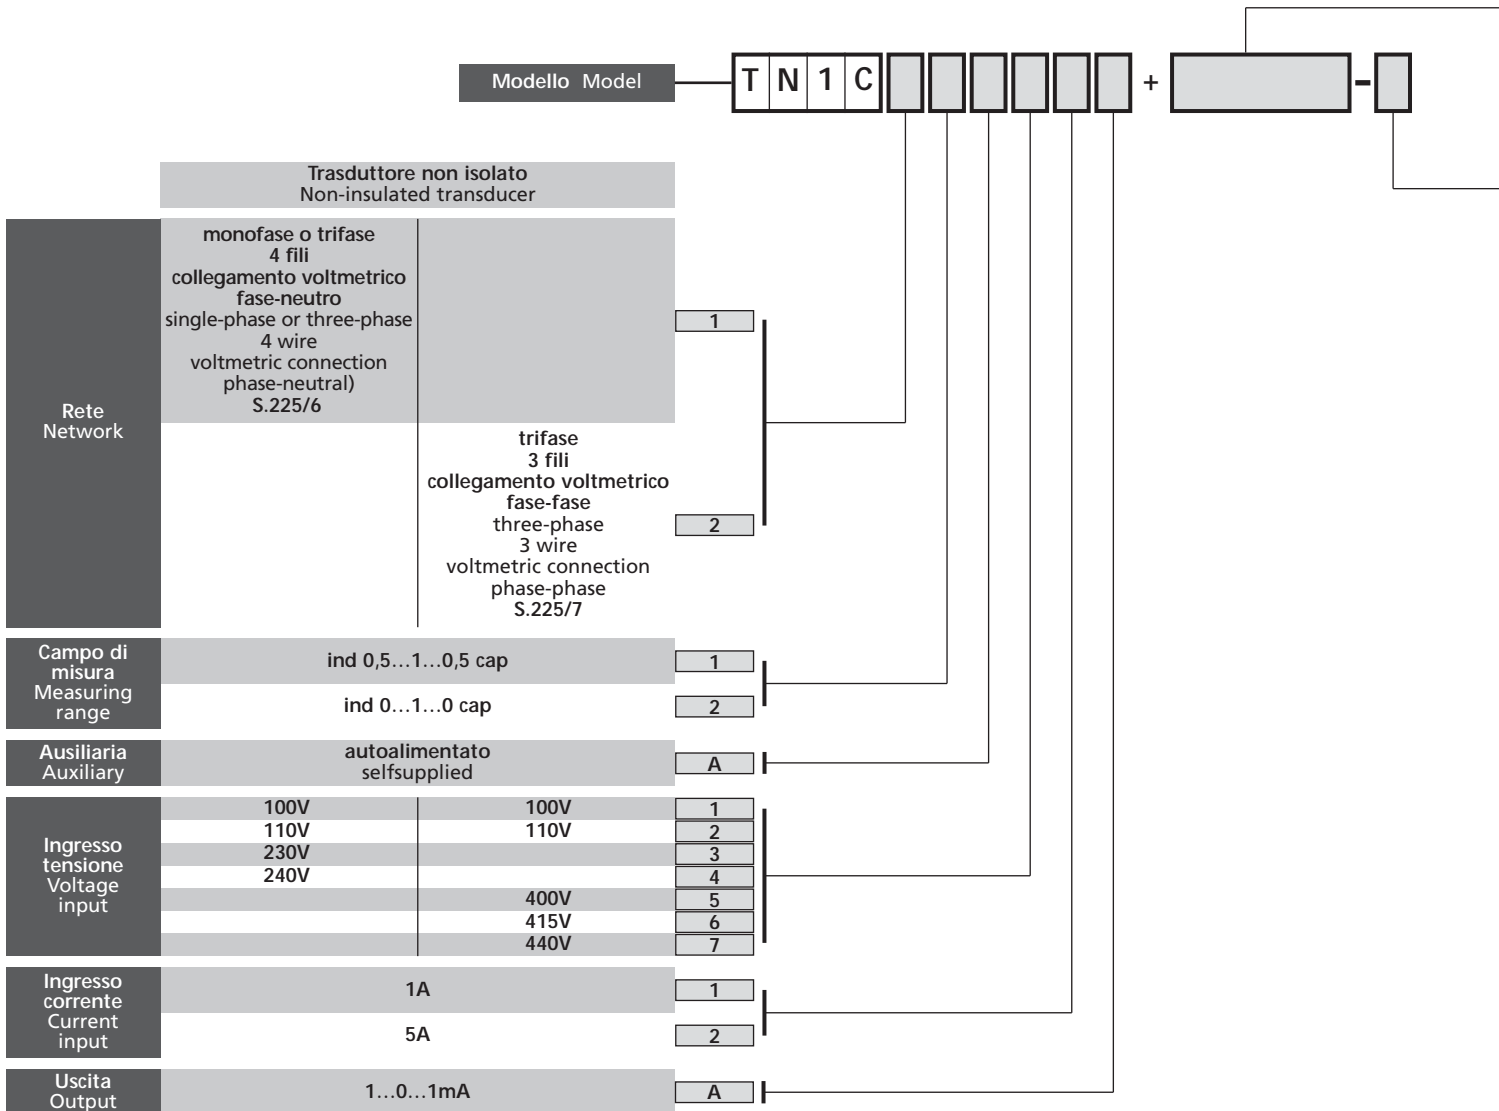 Modello Model
T N 1 C
+
-
Trasduttore non isolato
Non-insulated transducer
Rete
Network
monofase o trifase
4 fili
collegamento voltmetrico
fase-neutro
single-phase or three-phase
4 wire
voltmetric connection
phase-neutral)
S.225/6
1
trifase
3 fili
collegamento voltmetrico
fase-fase
three-phase
3 wire
voltmetric connection
phase-phase
S.225/7
2
Campo di
misura
Measuring
range
ind 0,5...1...0,5 cap
1
ind 0...1...0 cap
2
Ausiliaria
Auxiliary
autoalimentato
selfsupplied
A
Ingresso
tensione
Voltage
input
100V 100V 1
110V 110V 2
230V 3
240V 4
400V 5
415V 6
440V 7
Ingresso
corrente
Current
input
1A
1
5A
2
Uscita
Output
1...0...1mA
A